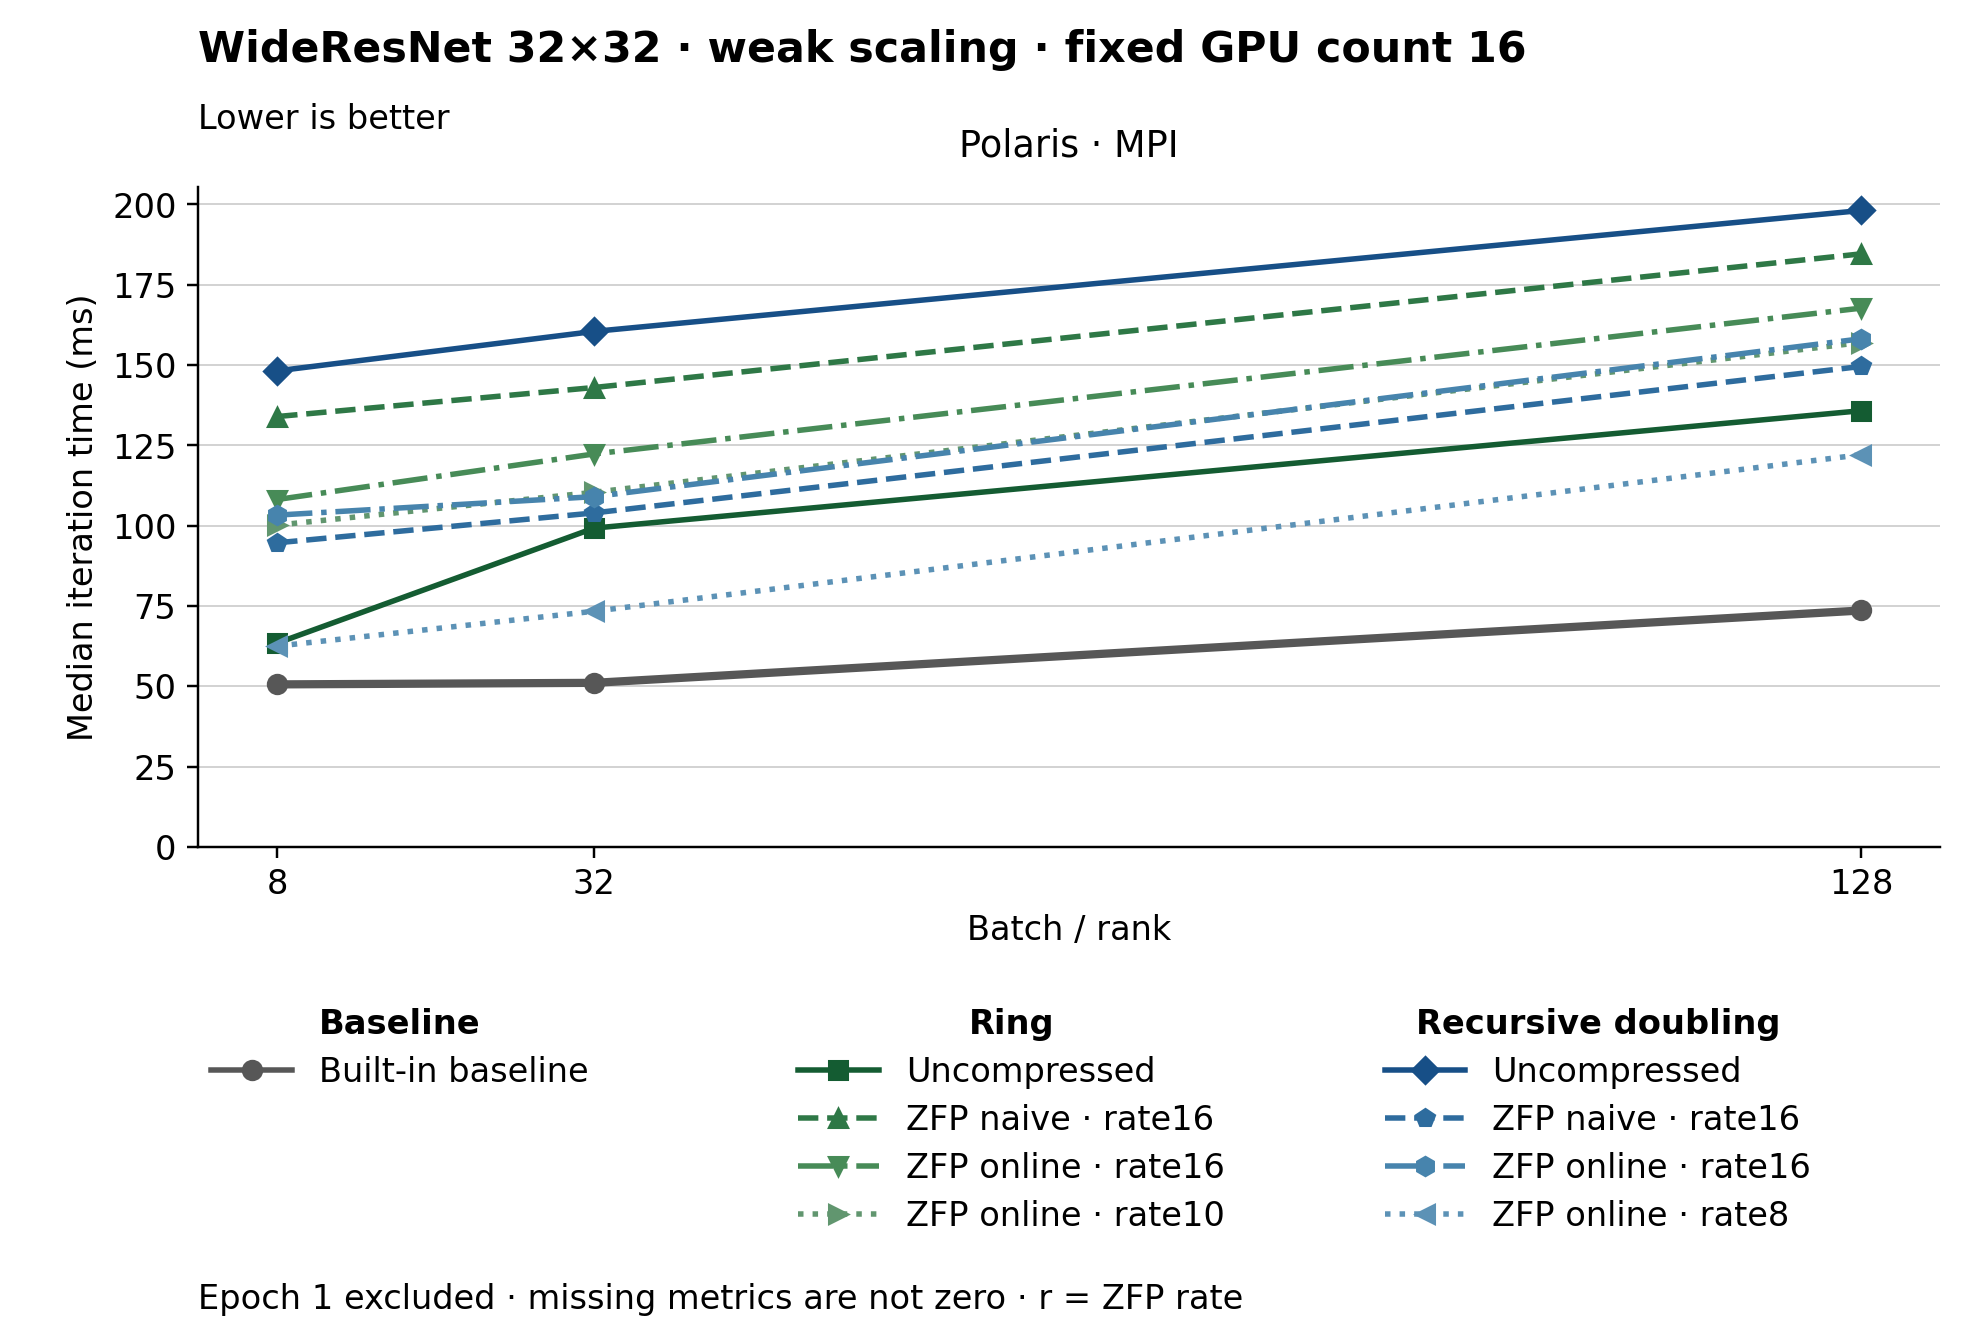 WideResNet 32×32 · weak scaling · fixed GPU count 16
Lower is better
Polaris · MPI
Median iteration time (ms)
200
175
150
125
100
75
50
25
0
8
32
128
Batch / rank
Baseline
Built-in baseline
Ring
Uncompressed
ZFP naive · rate16
ZFP online · rate16
ZFP online · rate10
Recursive doubling
Uncompressed
ZFP naive · rate16
ZFP online · rate16
ZFP online · rate8
Epoch 1 excluded · missing metrics are not zero · r = ZFP rate